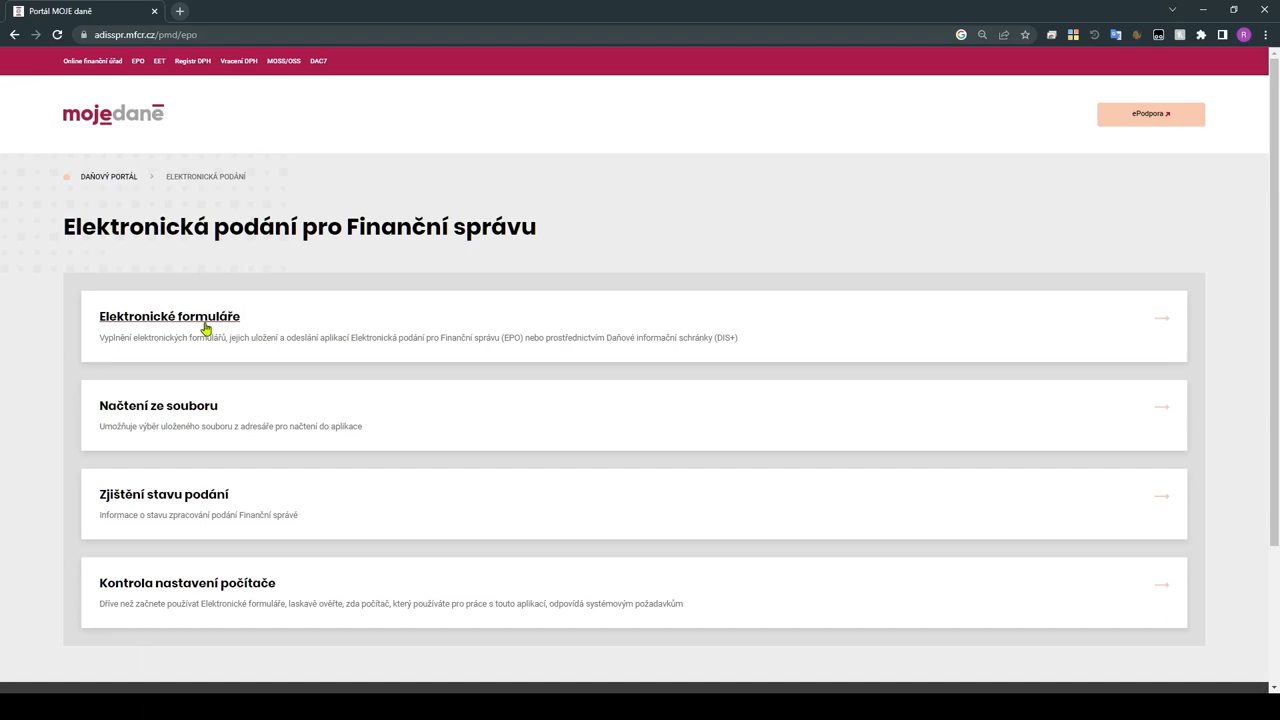 Portál MOJE daně
adisspr.mfcr.cz/pmd/epo
R
Online finanční úřad EPO EET Registr DPH Vracení DPH MOSS/OSS DAC7
mojedaně
ePodpora
DAŇOVÝ PORTÁL > ELEKTRONICKÁ PODÁNÍ
Elektronická podání pro Finanční správu
Elektronické formuláře
Vyplnění elektronických formulářů, jejich uložení a odeslání aplikací Elektronická podání pro Finanční správu (EPO) nebo prostřednictvím Daňové informační schránky (DIS+)
Načtení ze souboru
Umožňuje výběr uloženého souboru z adresáře pro načtení do aplikace
Zjištění stavu podání
Informace o stavu zpracování podání Finanční správě
Kontrola nastavení počítače
Dříve než začnete používat Elektronické formuláře, laskavě ověřte, zda počítač, který používáte pro práce s touto aplikací, odpovídá systémovým požadavkům